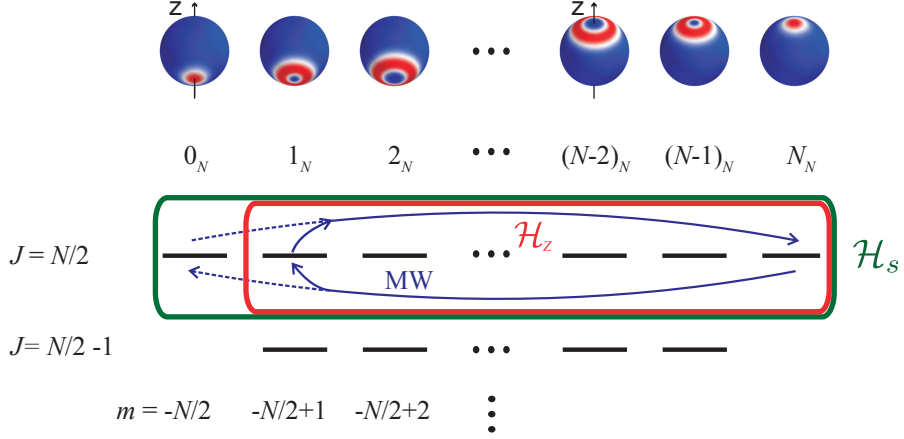 z z
...
0_N 1_N 2_N ... (N-2)_N (N-1)_N N_N
J = N/2 ... ℋ_z ℋ_s
MW
J = N/2 -1 ...
m = -N/2 -N/2+1 -N/2+2 ⋮